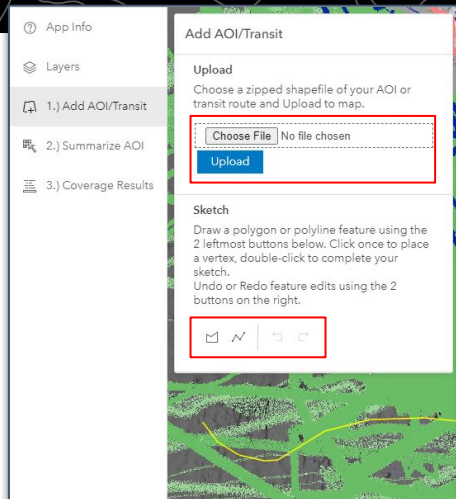 App Info
Layers
1.) Add AOI/Transit
2.) Summarize AOI
3.) Coverage Results
Add AOI/Transit
Upload
Choose a zipped shapefile of your AOI or
transit route and Upload to map.
Choose File No file chosen
Upload
Sketch
Draw a polygon or polyline feature using the
2 leftmost buttons below. Click once to place
a vertex, double-click to complete your
sketch.
Undo or Redo feature edits using the 2
buttons on the right.